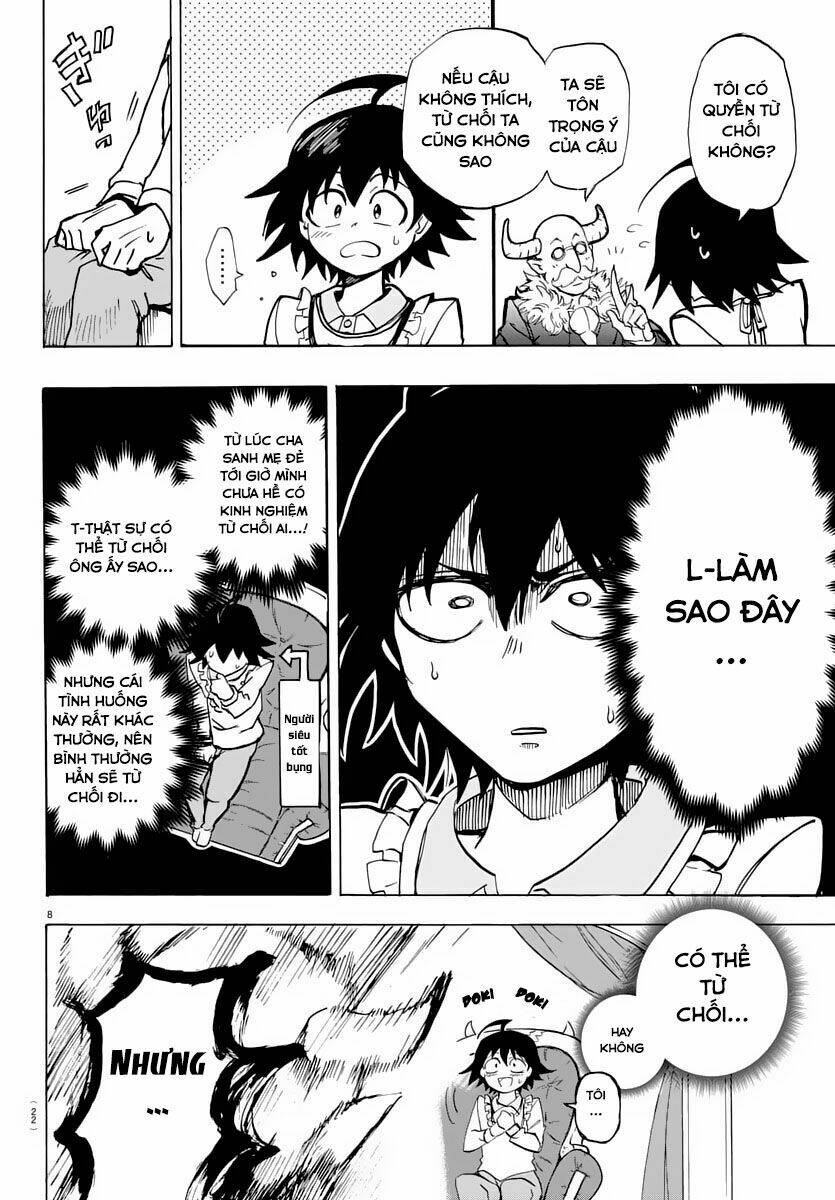 TÔI CÓ
QUYỀN TỪ
CHỐI
KHÔNG?
TA SẼ
TÔN
TRỌNG Ý
CỦA CẬU
NẾU CẬU
KHÔNG THÍCH,
TỪ CHỐI TA
CŨNG KHÔNG
SAO
......
ギュッ
L-LÀM
SAO ĐÂY
...
TỪ LÚC CHA
SANH MẸ ĐẺ
TỚI GIỜ MÌNH
CHƯA HỀ CÓ
KINH NGHIỆM
TỪ CHỐI AI...!
T-THẬT SỰ CÓ
THỂ TỪ CHỐI
ÔNG ẤY SAO...
Người
siêu tốt
bụng
NHƯNG CÁI
TÌNH HUỐNG
NÀY RẤT KHÁC
THƯỜNG, NÊN
BÌNH THƯỜNG
HẲN SẼ TỪ
CHỐI ĐI...
8
CÓ THỂ
TỪ
CHỐI...
HAY
KHÔNG
DOKI DOKI
TÔI
...
NHƯNG
...
(22)